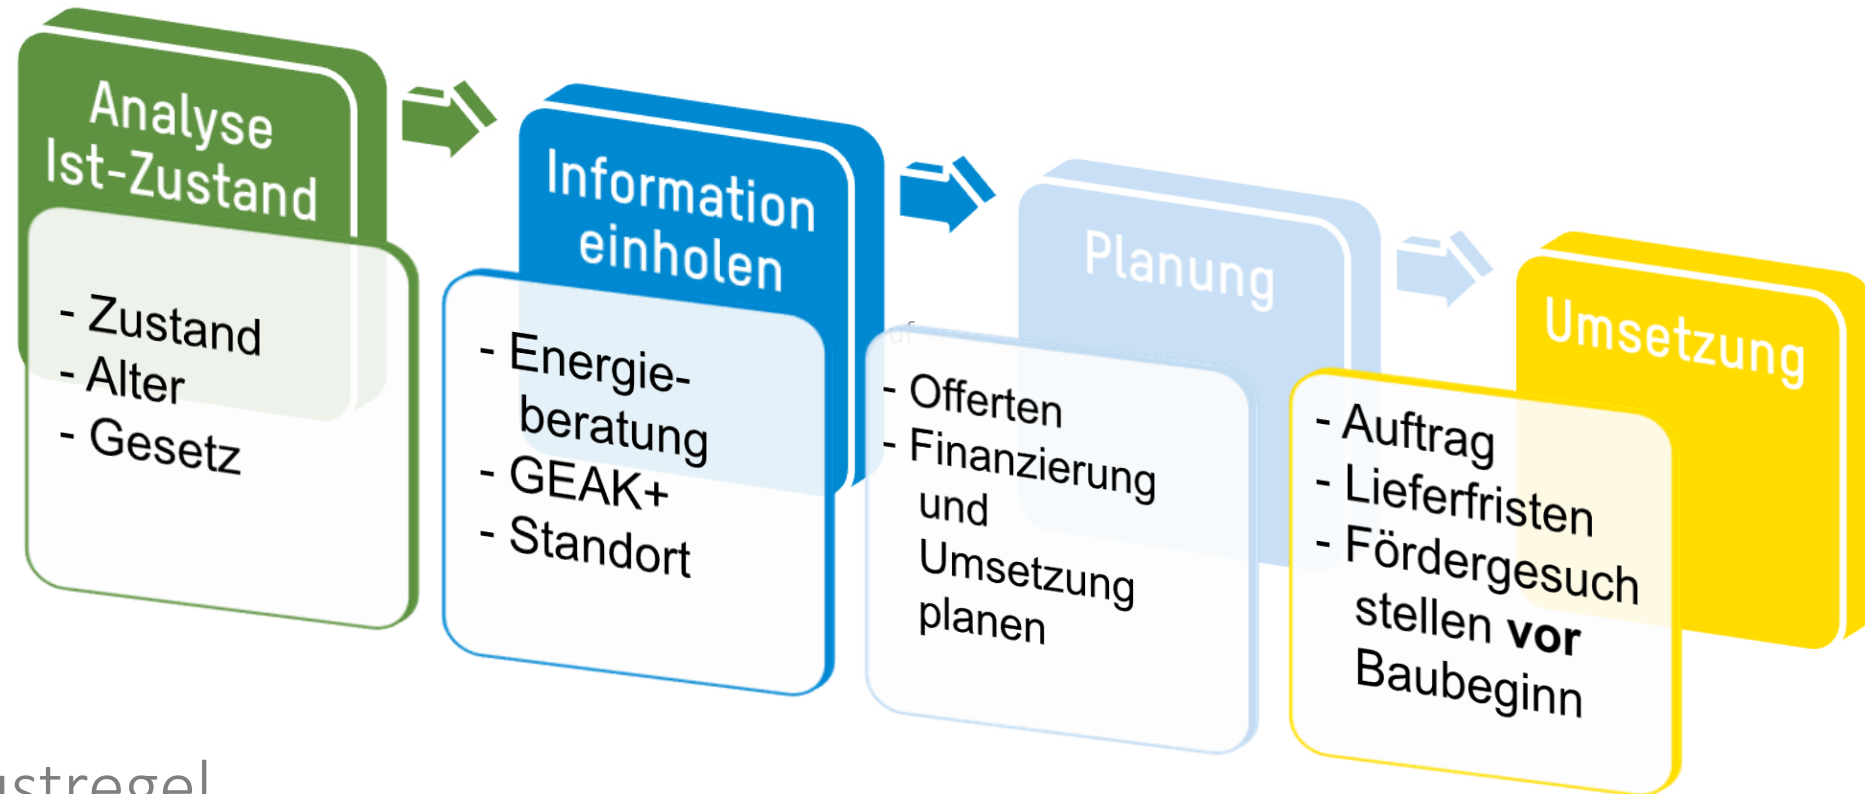 Analyse
Ist-Zustand
- Zustand
- Alter
- Gesetz
Information
einholen
- Energie-
beratung
- GEAK+
- Standort
Planung
- Offerten
- Finanzierung
und
Umsetzung
planen
Umsetzung
- Auftrag
- Lieferfristen
- Fördergesuch
stellen vor
Baubeginn